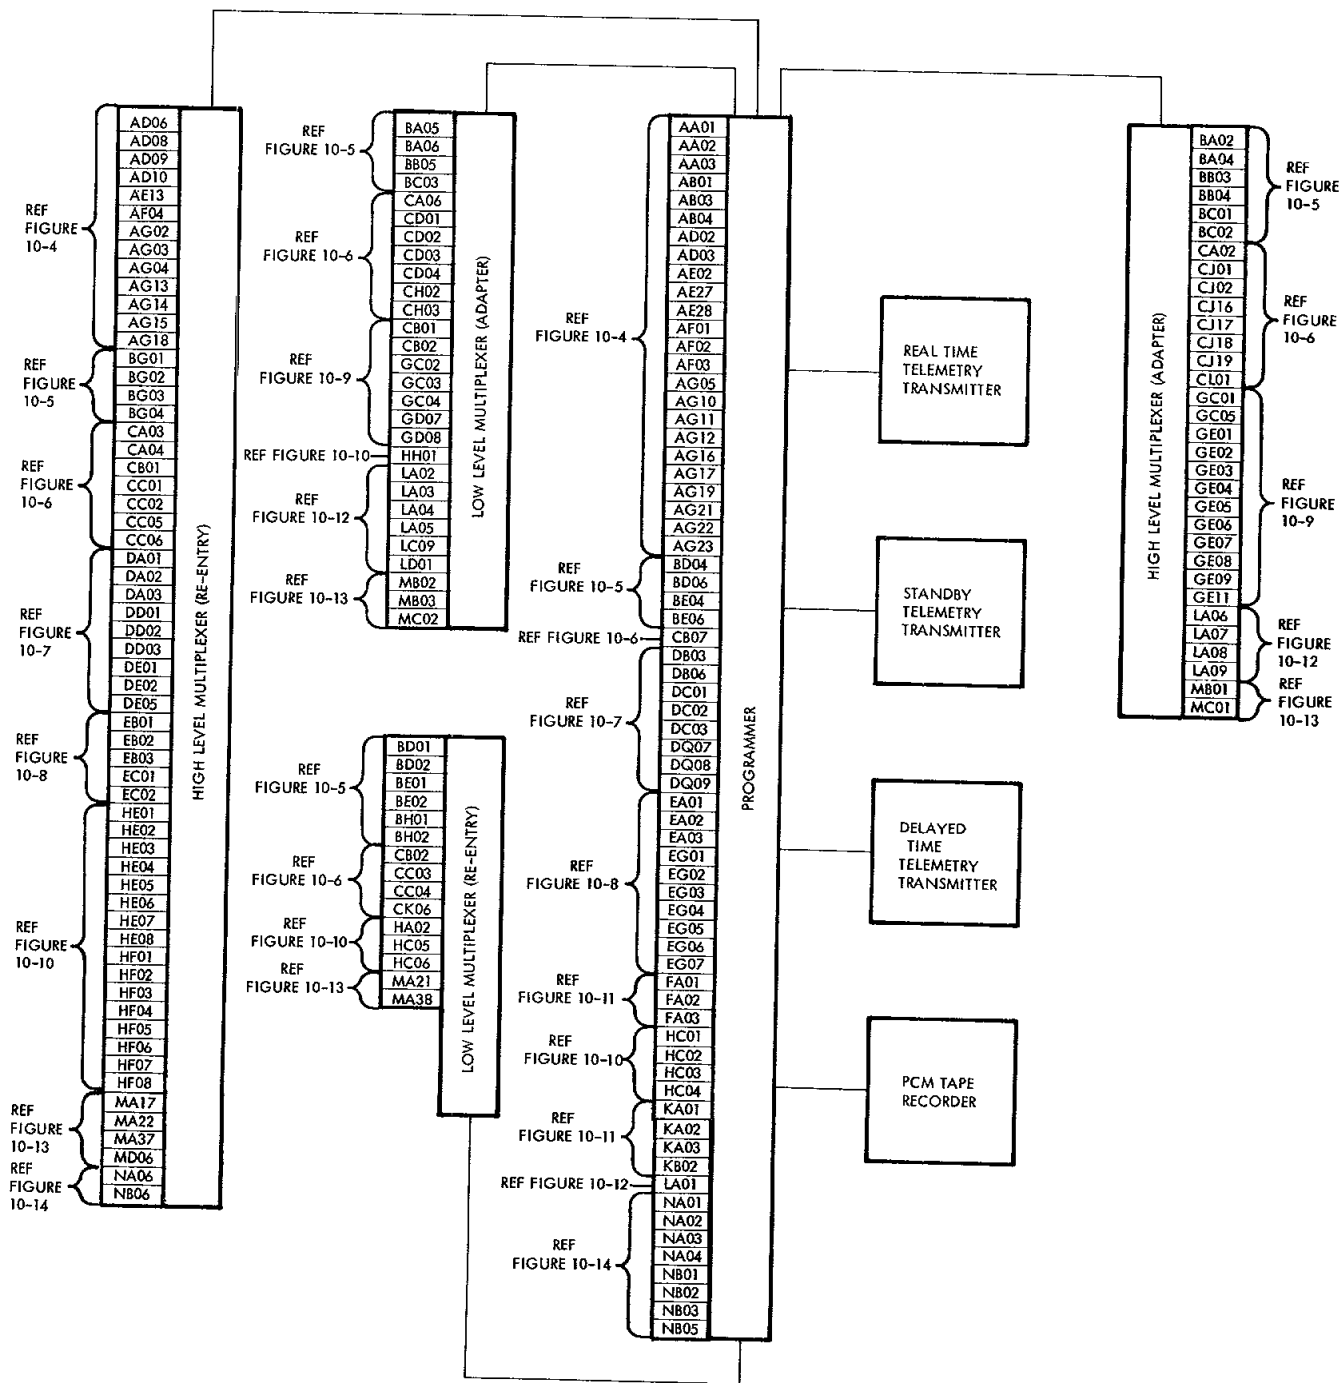 REF
FIGURE
10-4
AD06
AD08
AD09
AD10
AE13
AF04
AG02
AG03
AG04
AG13
AG14
AG15
AG18
REF
FIGURE
10-5
BG01
BG02
BG03
BG04
REF
FIGURE
10-6
CA03
CA04
CB01
CC01
CC02
CC05
CC06
REF
FIGURE
10-7
DA01
DA02
DA03
DD01
DD02
DD03
DE01
DE02
DE05
REF
FIGURE
10-8
EB01
EB02
EB03
EC01
EC02
REF
FIGURE
10-10
HE01
HE02
HE03
HE04
HE05
HE06
HE07
HE08
HF01
HF02
HF03
HF04
HF05
HF06
HF07
HF08
REF
FIGURE
10-13
MA17
MA22
MA37
MD06
REF
FIGURE
10-14
NA06
NB06
HIGH LEVEL MULTIPLEXER (RE-ENTRY)
REF
FIGURE 10-5
BA05
BA06
BB05
BC03
REF
FIGURE 10-6
CA06
CD01
CD02
CD03
CD04
CH02
CH03
REF
FIGURE 10-9
CB01
CB02
GC02
GC03
GC04
GD07
GD08
REF FIGURE 10-10
HH01
REF
FIGURE 10-12
LA02
LA03
LA04
LA05
LC09
LD01
REF
FIGURE 10-13
MB02
MB03
MC02
LOW LEVEL MULTIPLEXER (ADAPTER)
REF
FIGURE 10-5
BD01
BD02
BE01
BE02
BH01
BH02
REF
FIGURE 10-6
CB02
CC03
CC04
CK06
REF
FIGURE 10-10
HA02
HC05
HC06
REF
FIGURE 10-13
MA21
MA38
LOW LEVEL MULTIPLEXER (RE-ENTRY)
REF
FIGURE 10-4
AA01
AA02
AA03
AB01
AB03
AB04
AD02
AD03
AE02
AE27
AE28
AF01
AF02
AF03
AG05
AG10
AG11
AG12
AG16
AG17
AG19
AG21
AG22
AG23
REF
FIGURE 10-5
BD04
BD06
BE04
BE06
REF FIGURE 10-6
CB07
REF
FIGURE 10-7
DB03
DB06
DC01
DC02
DC03
DQ07
DQ08
DQ09
REF
FIGURE 10-8
EA01
EA02
EA03
EG01
EG02
EG03
EG04
EG05
EG06
EG07
REF
FIGURE 10-11
FA01
FA02
FA03
REF
FIGURE 10-10
HC01
HC02
HC03
HC04
REF
FIGURE 10-11
KA01
KA02
KA03
KB02
REF FIGURE 10-12
LA01
REF
FIGURE 10-14
NA01
NA02
NA03
NA04
NB01
NB02
NB03
NB05
PROGRAMMER
REAL TIME
TELEMETRY
TRANSMITTER
STANDBY
TELEMETRY
TRANSMITTER
DELAYED
TIME
TELEMETRY
TRANSMITTER
PCM TAPE
RECORDER
HIGH LEVEL MULTIPLEXER (ADAPTER)
BA02
BA04
BB03
BB04
BC01
BC02
REF
FIGURE
10-5
CA02
CJ01
CJ02
CJ16
CJ17
CJ18
CJ19
CL01
REF
FIGURE
10-6
GC01
GC05
GE01
GE02
GE03
GE04
GE05
GE06
GE07
GE08
GE09
GE11
REF
FIGURE
10-9
LA06
LA07
LA08
LA09
REF
FIGURE
10-12
MB01
MC01
REF
FIGURE
10-13